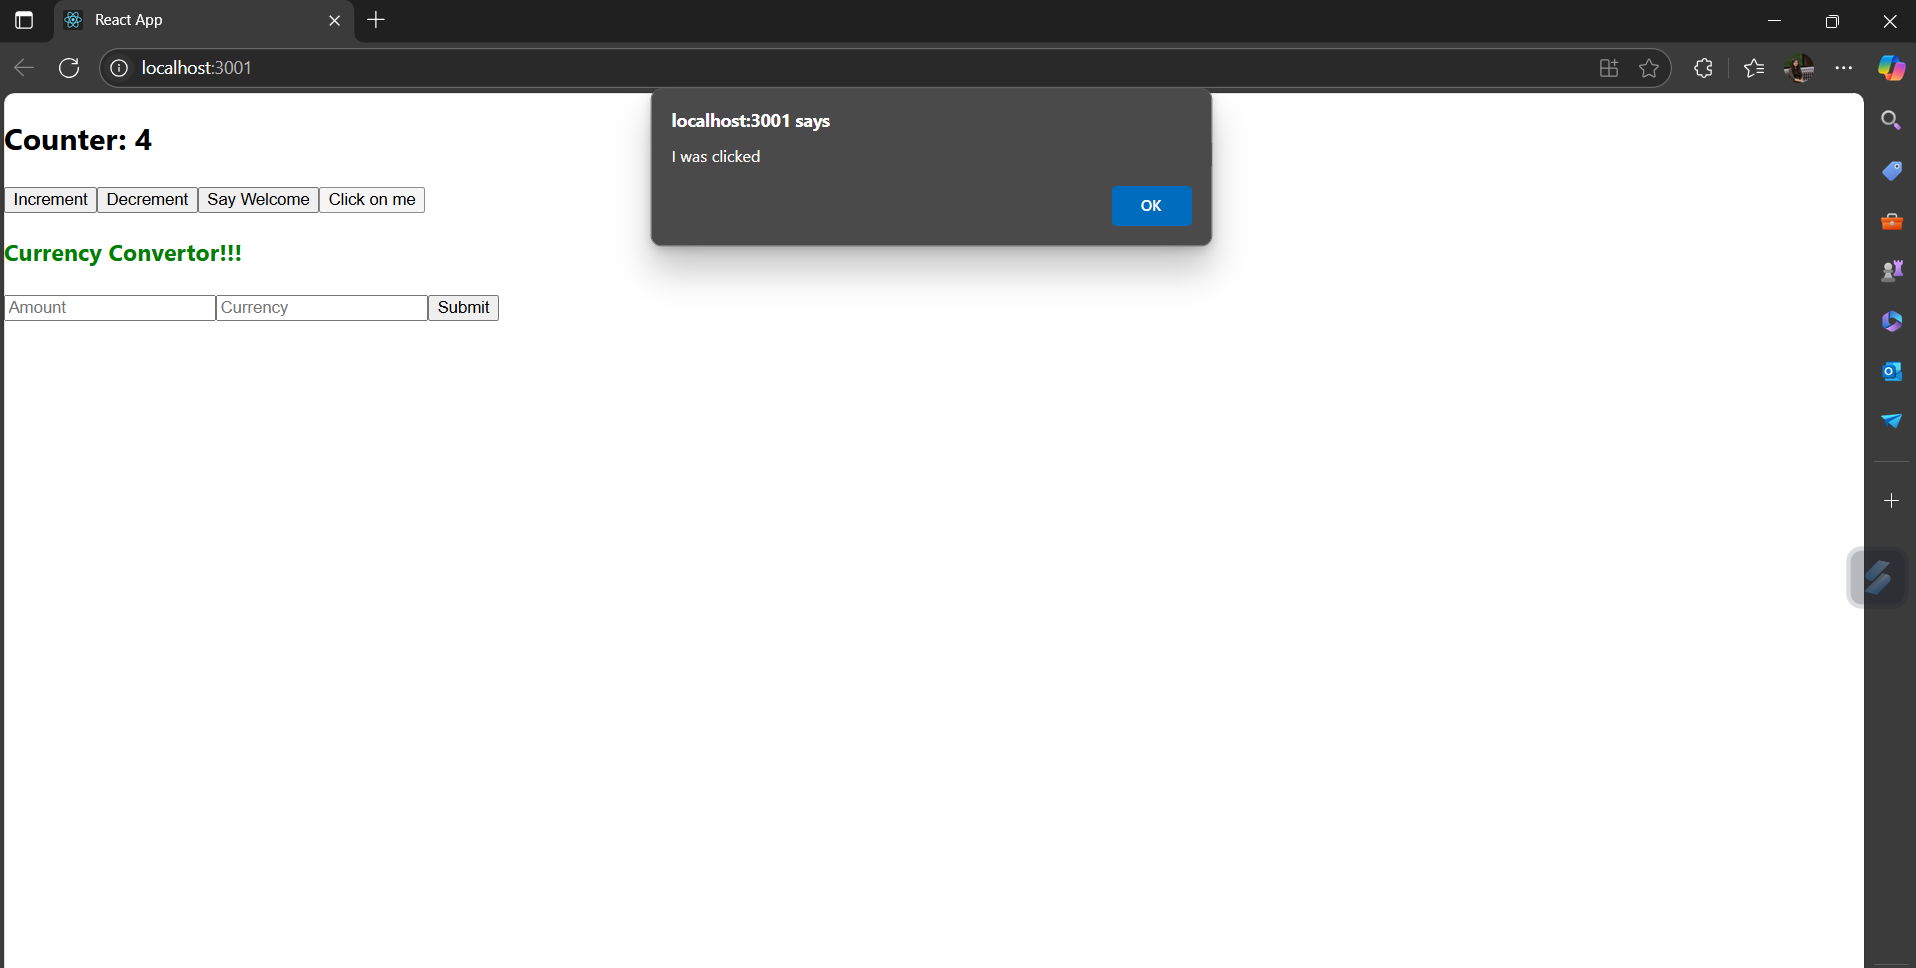 React App
localhost:3001
localhost:3001 says
I was clicked
OK
Counter: 4
Increment Decrement Say Welcome Click on me
Currency Convertor!!!
Amount Currency Submit